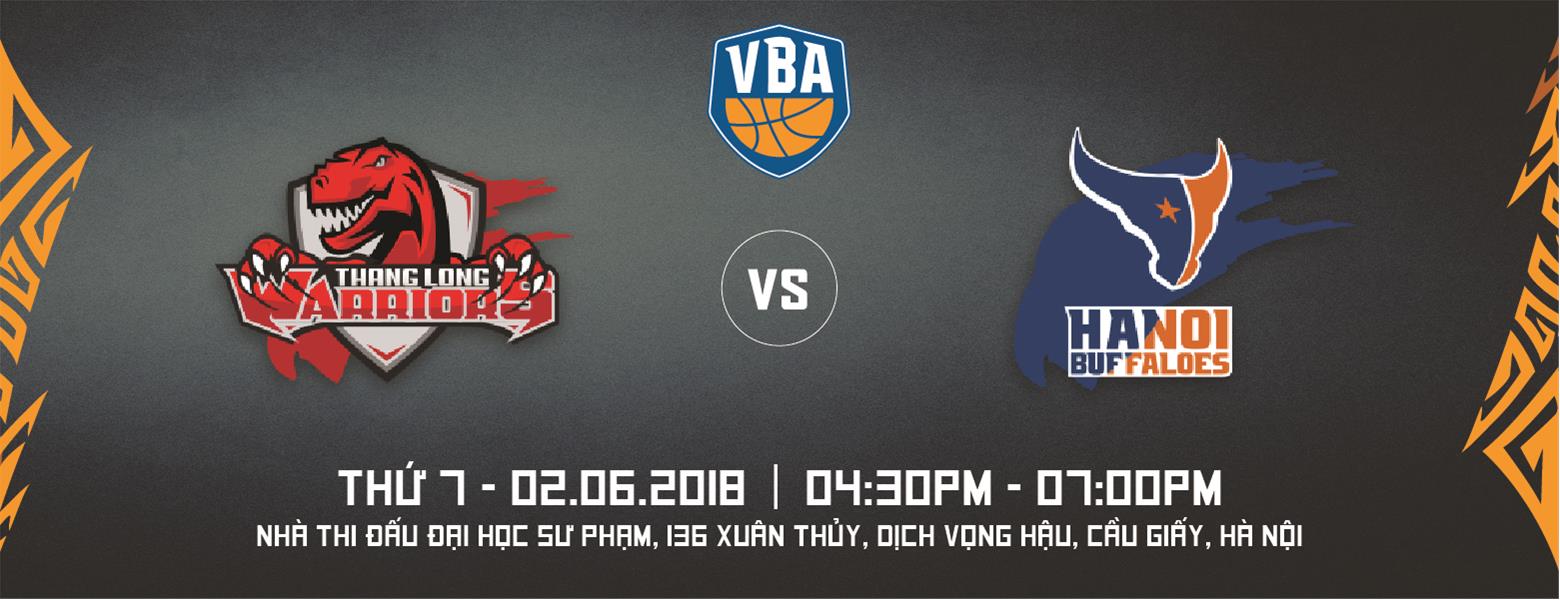 VBA
THANG LONG
WARRIORS
VS
HANOI
BUFFALOES
THỨ 7 - 02.06.2018 | 04:30PM - 07:00PM
NHÀ THI ĐẤU ĐẠI HỌC SƯ PHẠM, 136 XUÂN THỦY, DỊCH VỌNG HẬU, CẦU GIẤY, HÀ NỘI